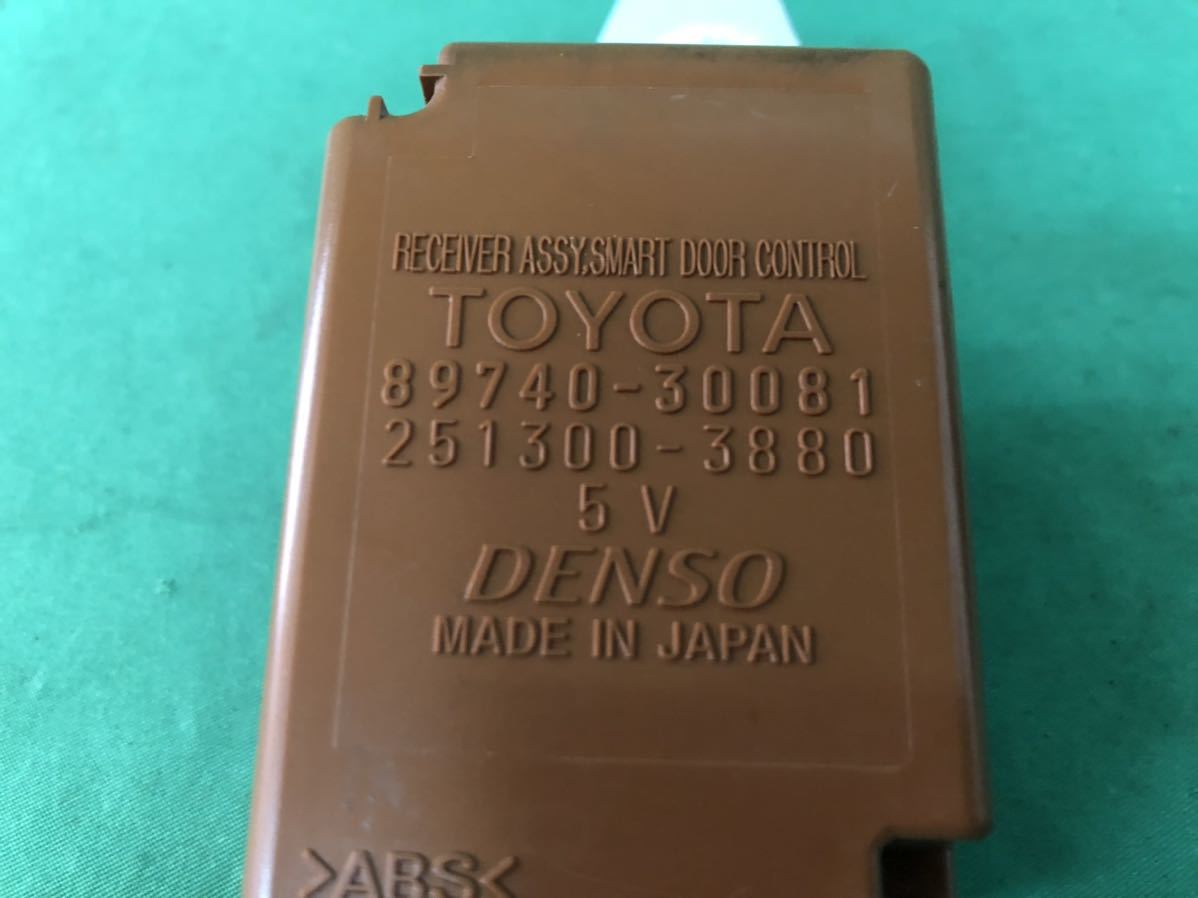 RECEIVER ASSY,SMART DOOR CONTROL
TOYOTA
89740-30081
251300-3880
5 V
DENSO
MADE IN JAPAN
>ABS<